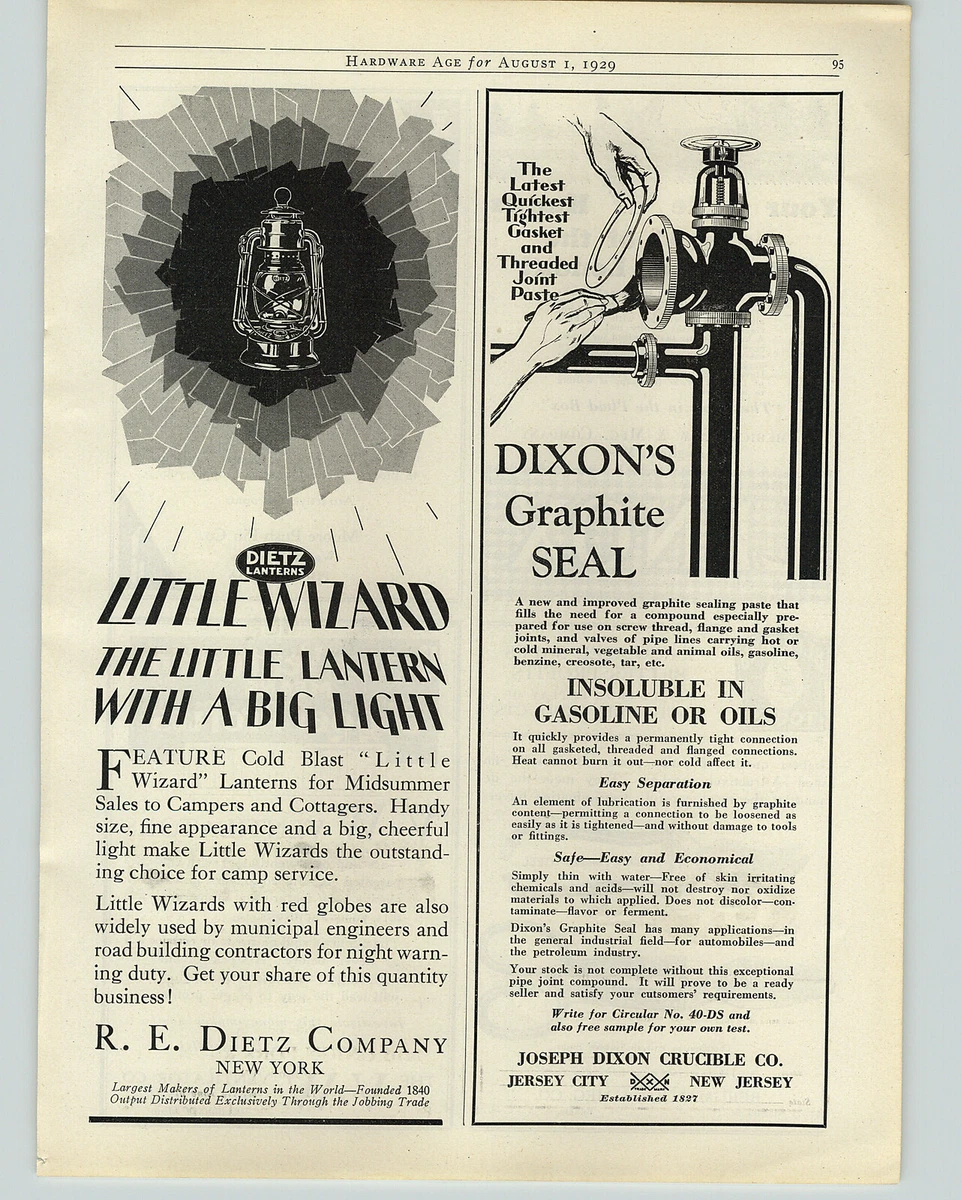 HARDWARE AGE for AUGUST 1, 1929
95
DIETZ
LANTERNS
LITTLE WIZARD
THE LITTLE LANTERN
WITH A BIG LIGHT
FEATURE Cold Blast "Little
Wizard" Lanterns for Midsummer
Sales to Campers and Cottagers. Handy
size, fine appearance and a big, cheerful
light make Little Wizards the outstand-
ing choice for camp service.
Little Wizards with red globes are also
widely used by municipal engineers and
road building contractors for night warn-
ing duty. Get your share of this quantity
business!
R. E. DIETZ COMPANY
NEW YORK
Largest Makers of Lanterns in the World—Founded 1840
Output Distributed Exclusively Through the Jobbing Trade
The
Latest
Quickest
Tightest
Gasket
and
Threaded
Joint
Paste
DIXON'S
Graphite
SEAL
A new and improved graphite sealing paste that
fills the need for a compound especially pre-
pared for use on screw thread, flange and gasket
joints, and valves of pipe lines carrying hot or
cold mineral, vegetable and animal oils, gasoline,
benzine, creosote, tar, etc.
INSOLUBLE IN
GASOLINE OR OILS
It quickly provides a permanently tight connection
on all gasketed, threaded and flanged connections.
Heat cannot burn it out—nor cold affect it.
Easy Separation
An element of lubrication is furnished by graphite
content—permitting a connection to be loosened as
easily as it is tightened—and without damage to tools
or fittings.
Safe—Easy and Economical
Simply thin with water—Free of skin irritating
chemicals and acids—will not destroy nor oxidize
materials to which applied. Does not discolor—con-
taminate—flavor or ferment.
Dixon's Graphite Seal has many applications—in
the general industrial field—for automobiles—and
the petroleum industry.
Your stock is not complete without this exceptional
pipe joint compound. It will prove to be a ready
seller and satisfy your cutsomers' requirements.
Write for Circular No. 40-DS and
also free sample for your own test.
JOSEPH DIXON CRUCIBLE CO.
JERSEY CITY DIXON NEW JERSEY
Established 1827